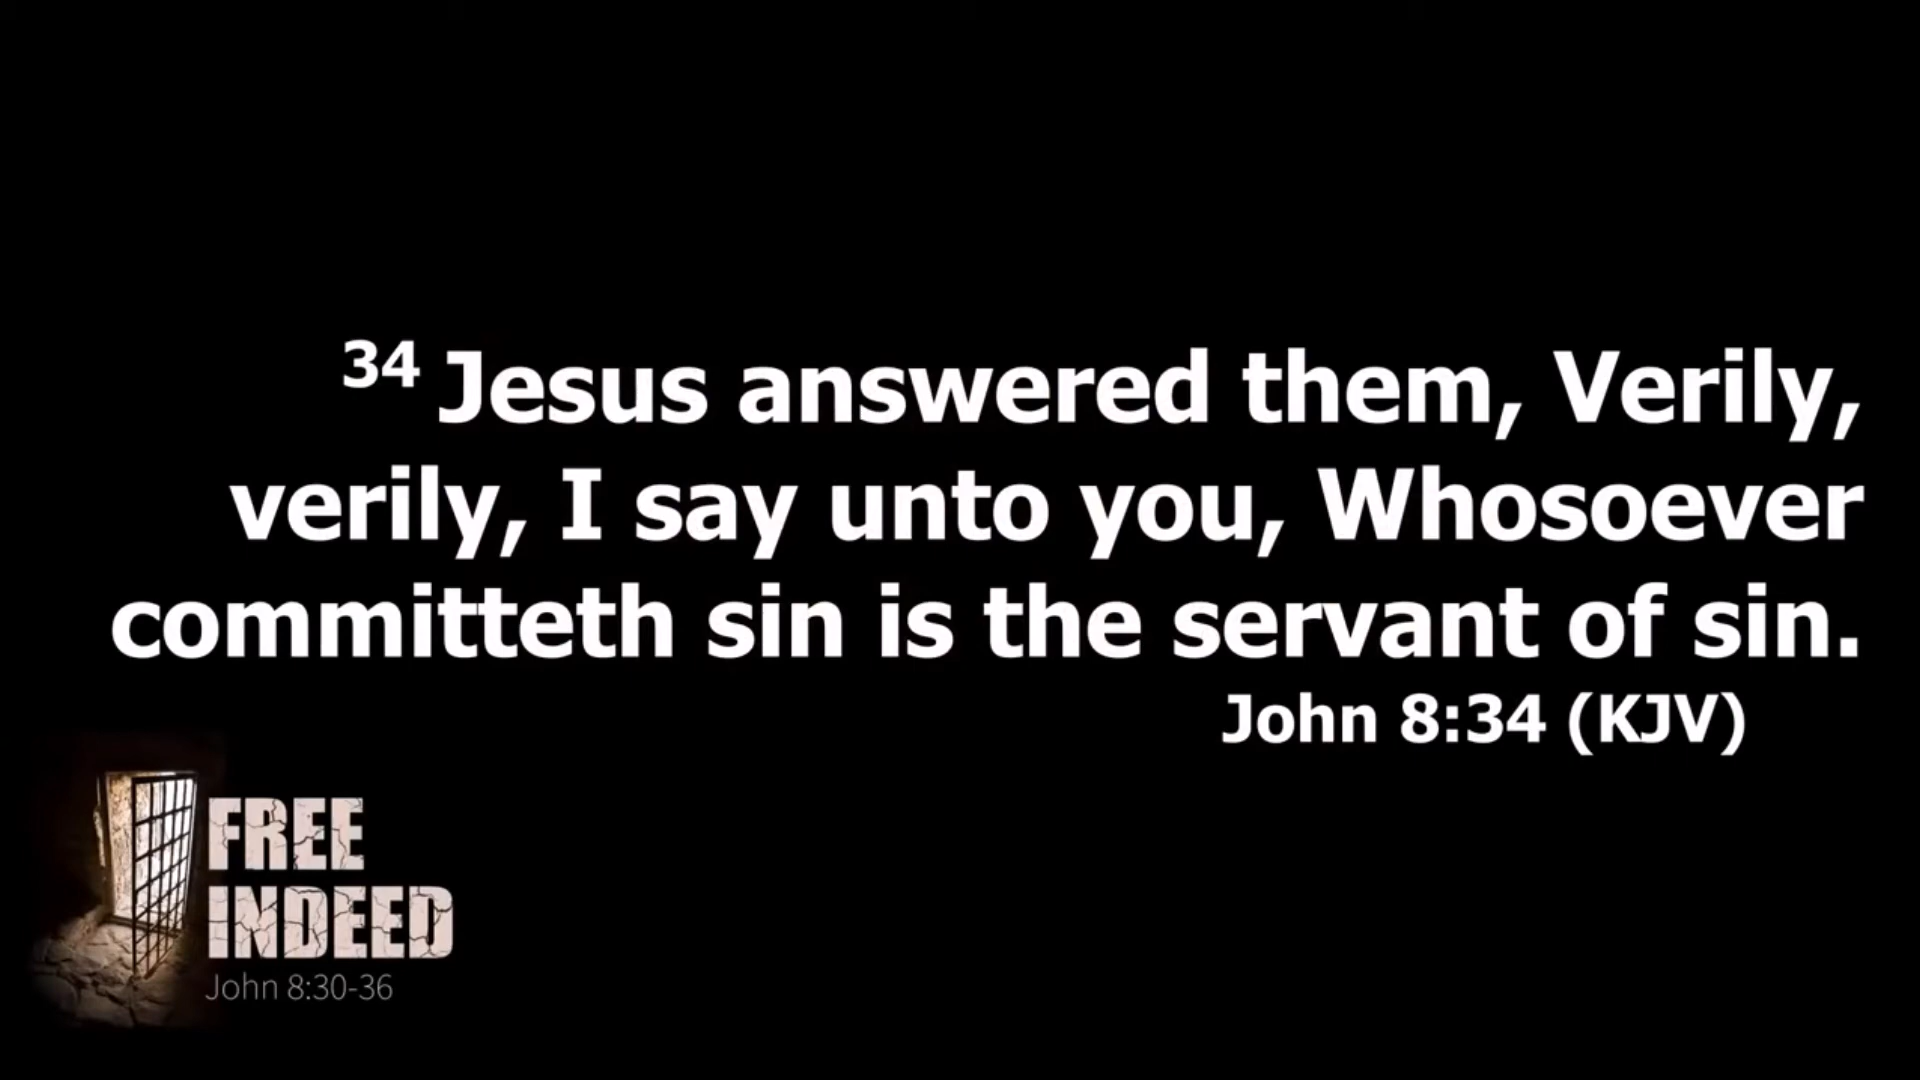 34 Jesus answered them, Verily,
verily, I say unto you, Whosoever
committeth sin is the servant of sin.
John 8:34 (KJV)
FREE
INDEED
John 8:30-36